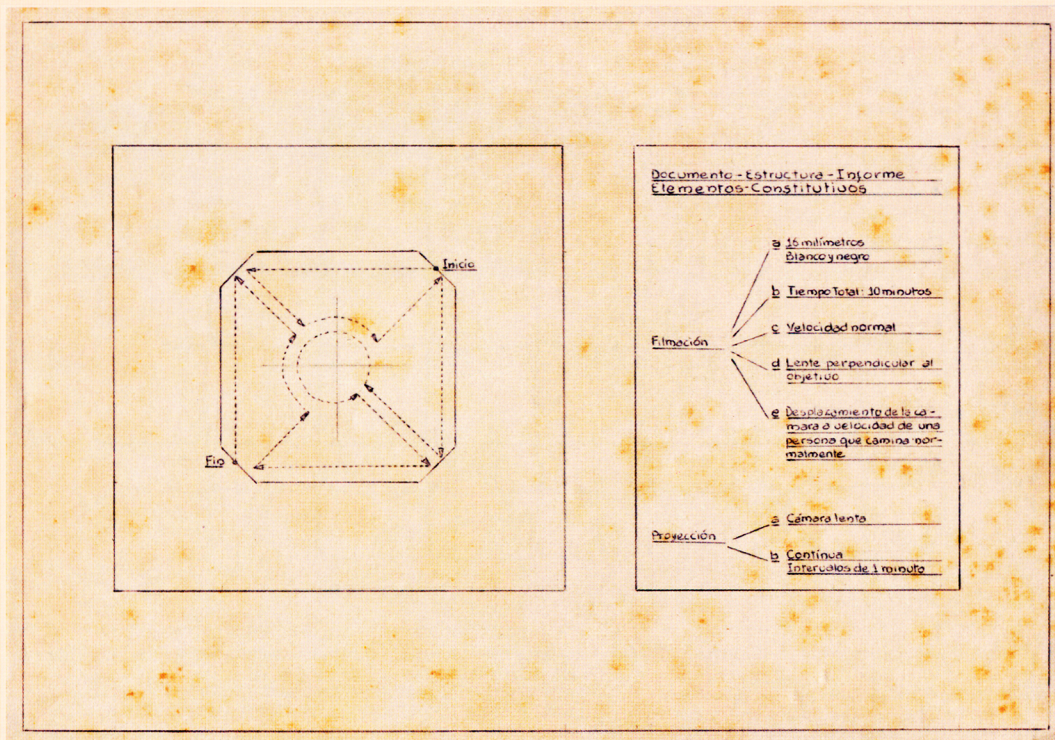 Inicio
Fin
Documento-Estructura-Informe
Elementos-Constitutivos
Filmación
a 16 milímetros
Blanco y negro
b Tiempo Total: 10 minutos
c Velocidad normal
d Lente perpendicular al
objetivo
e Desplazamiento de la ca-
mara a velocidad de una
persona que camina nor-
malmente
Proyección
a Cámara lenta
b Contínua
Intervalos de 1 minuto